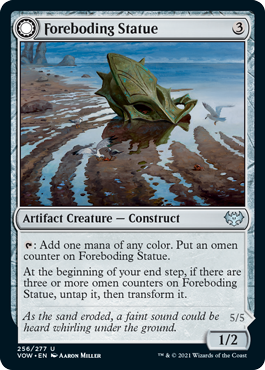 Foreboding Statue 3
Artifact Creature — Construct
: Add one mana of any color. Put an omen
counter on Foreboding Statue.
At the beginning of your end step, if there are
three or more omen counters on Foreboding
Statue, untap it, then transform it.
As the sand eroded, a faint sound could be
heard whirling under the ground.
5/5
1/2
256/277 U
VOW • EN AARON MILLER
™ & © 2021 Wizards of the Coast